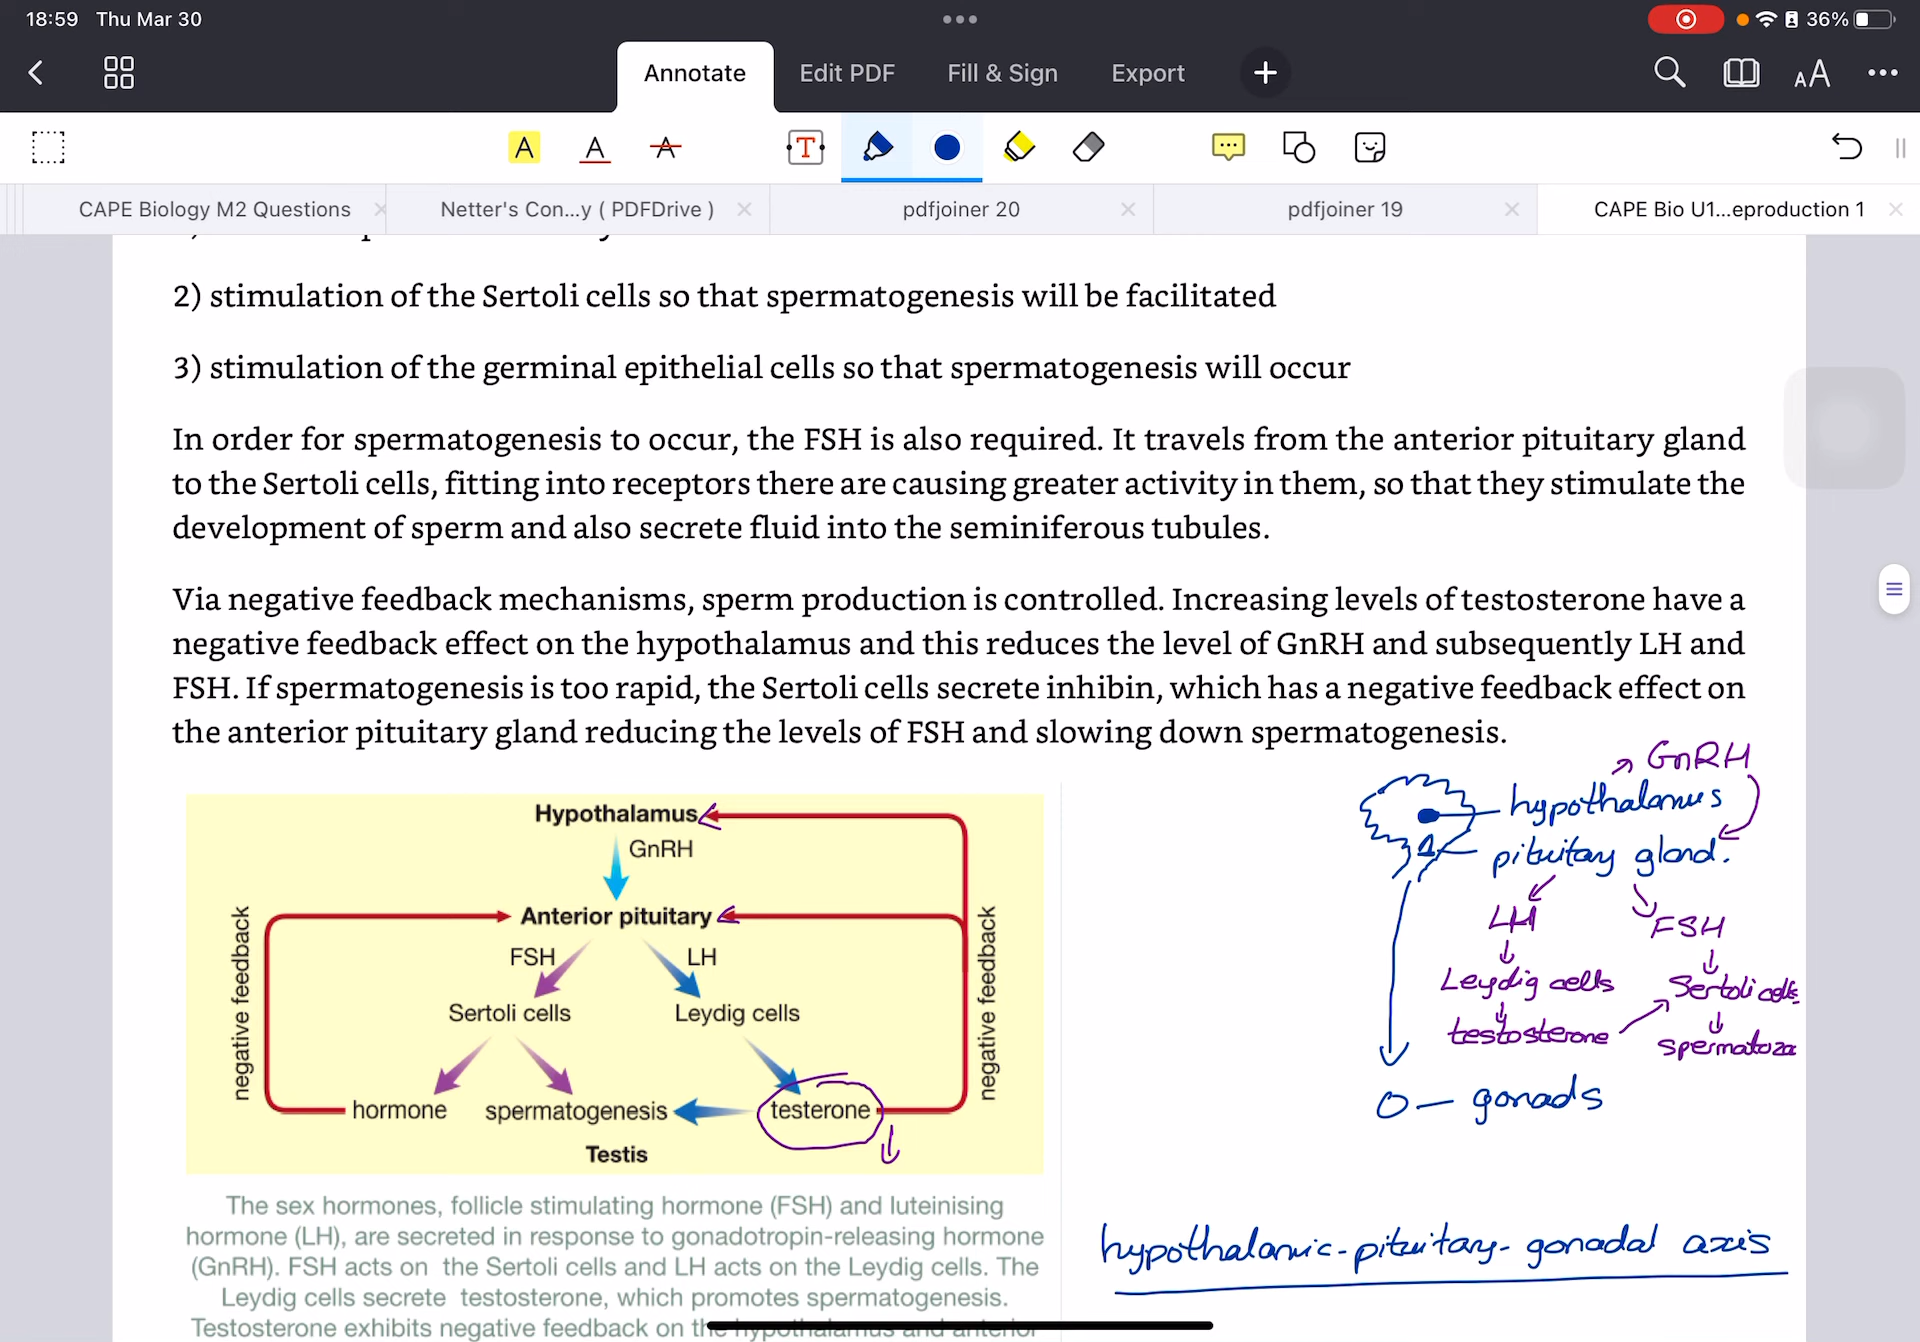 18:59 Thu Mar 30
36%
Annotate Edit PDF Fill & Sign Export
CAPE Biology M2 Questions Netter's Con...y ( PDFDrive ) pdfjoiner 20 pdfjoiner 19 CAPE Bio U1...eproduction 1
2) stimulation of the Sertoli cells so that spermatogenesis will be facilitated
3) stimulation of the germinal epithelial cells so that spermatogenesis will occur
In order for spermatogenesis to occur, the FSH is also required. It travels from the anterior pituitary gland
to the Sertoli cells, fitting into receptors there are causing greater activity in them, so that they stimulate the
development of sperm and also secrete fluid into the seminiferous tubules.
Via negative feedback mechanisms, sperm production is controlled. Increasing levels of testosterone have a
negative feedback effect on the hypothalamus and this reduces the level of GnRH and subsequently LH and
FSH. If spermatogenesis is too rapid, the Sertoli cells secrete inhibin, which has a negative feedback effect on
the anterior pituitary gland reducing the levels of FSH and slowing down spermatogenesis.
Hypothalamus
GnRH
Anterior pituitary
FSH LH
Sertoli cells Leydig cells
negative feedback
negative feedback
hormone spermatogenesis testerone
Testis
The sex hormones, follicle stimulating hormone (FSH) and luteinising
hormone (LH), are secreted in response to gonadotropin-releasing hormone
(GnRH). FSH acts on the Sertoli cells and LH acts on the Leydig cells. The
Leydig cells secrete testosterone, which promotes spermatogenesis.
Testosterone exhibits negative feedback on the hypothalamus and anterior
GnRH
hypothalamus
pituitary gland.
LH FSH
Leydig cells Sertoli cells
testosterone spermatoza
gonads
hypothalamic-pituitary-gonadal axis